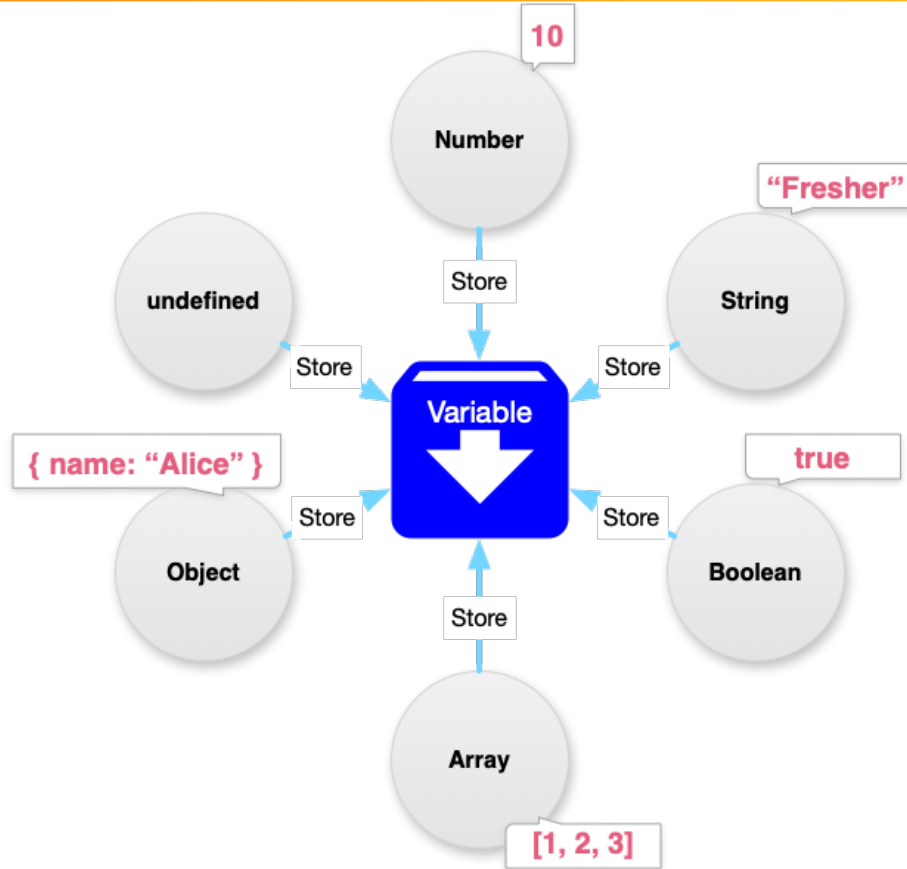 10
Number
“Fresher”
Store
undefined
String
Store
Store
Variable
{ name: “Alice” }
true
Store
Store
Object
Boolean
Store
Array
[1, 2, 3]